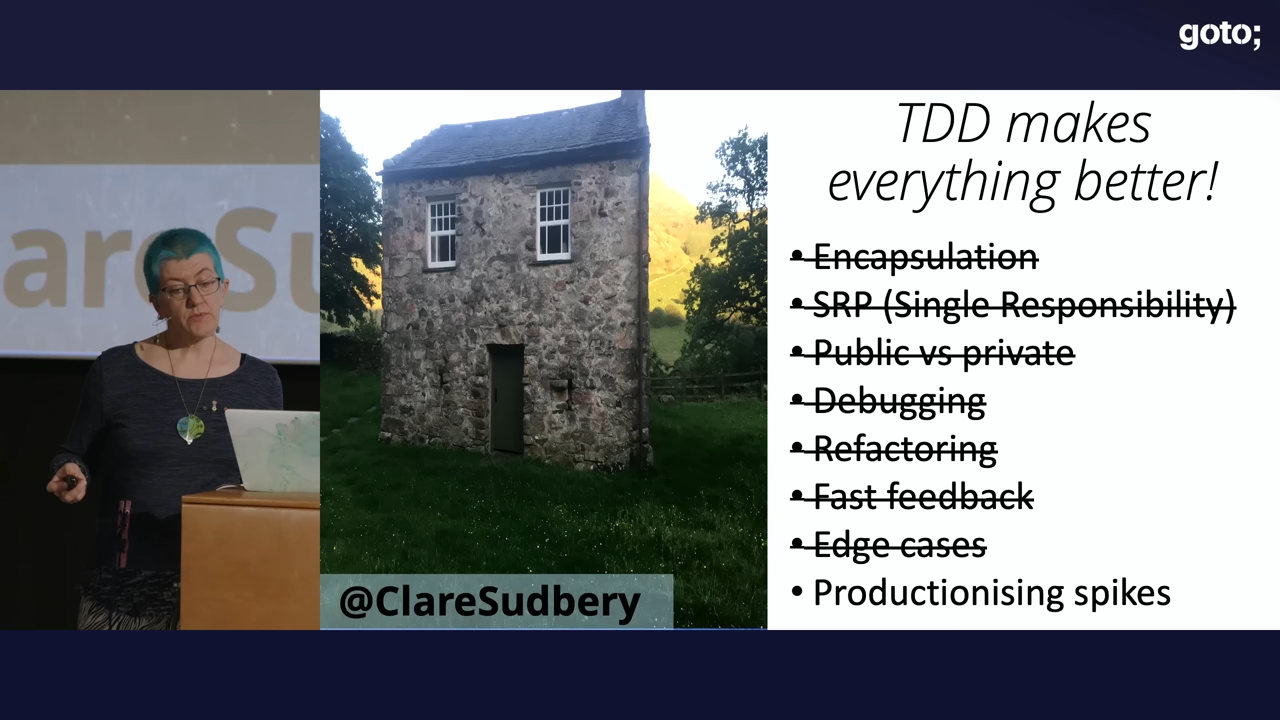 goto;
areSu
TDD makes
everything better!
• Encapsulation
• SRP (Single Responsibility)
• Public vs private
• Debugging
• Refactoring
• Fast feedback
• Edge cases
• Productionising spikes
@ClareSudbery